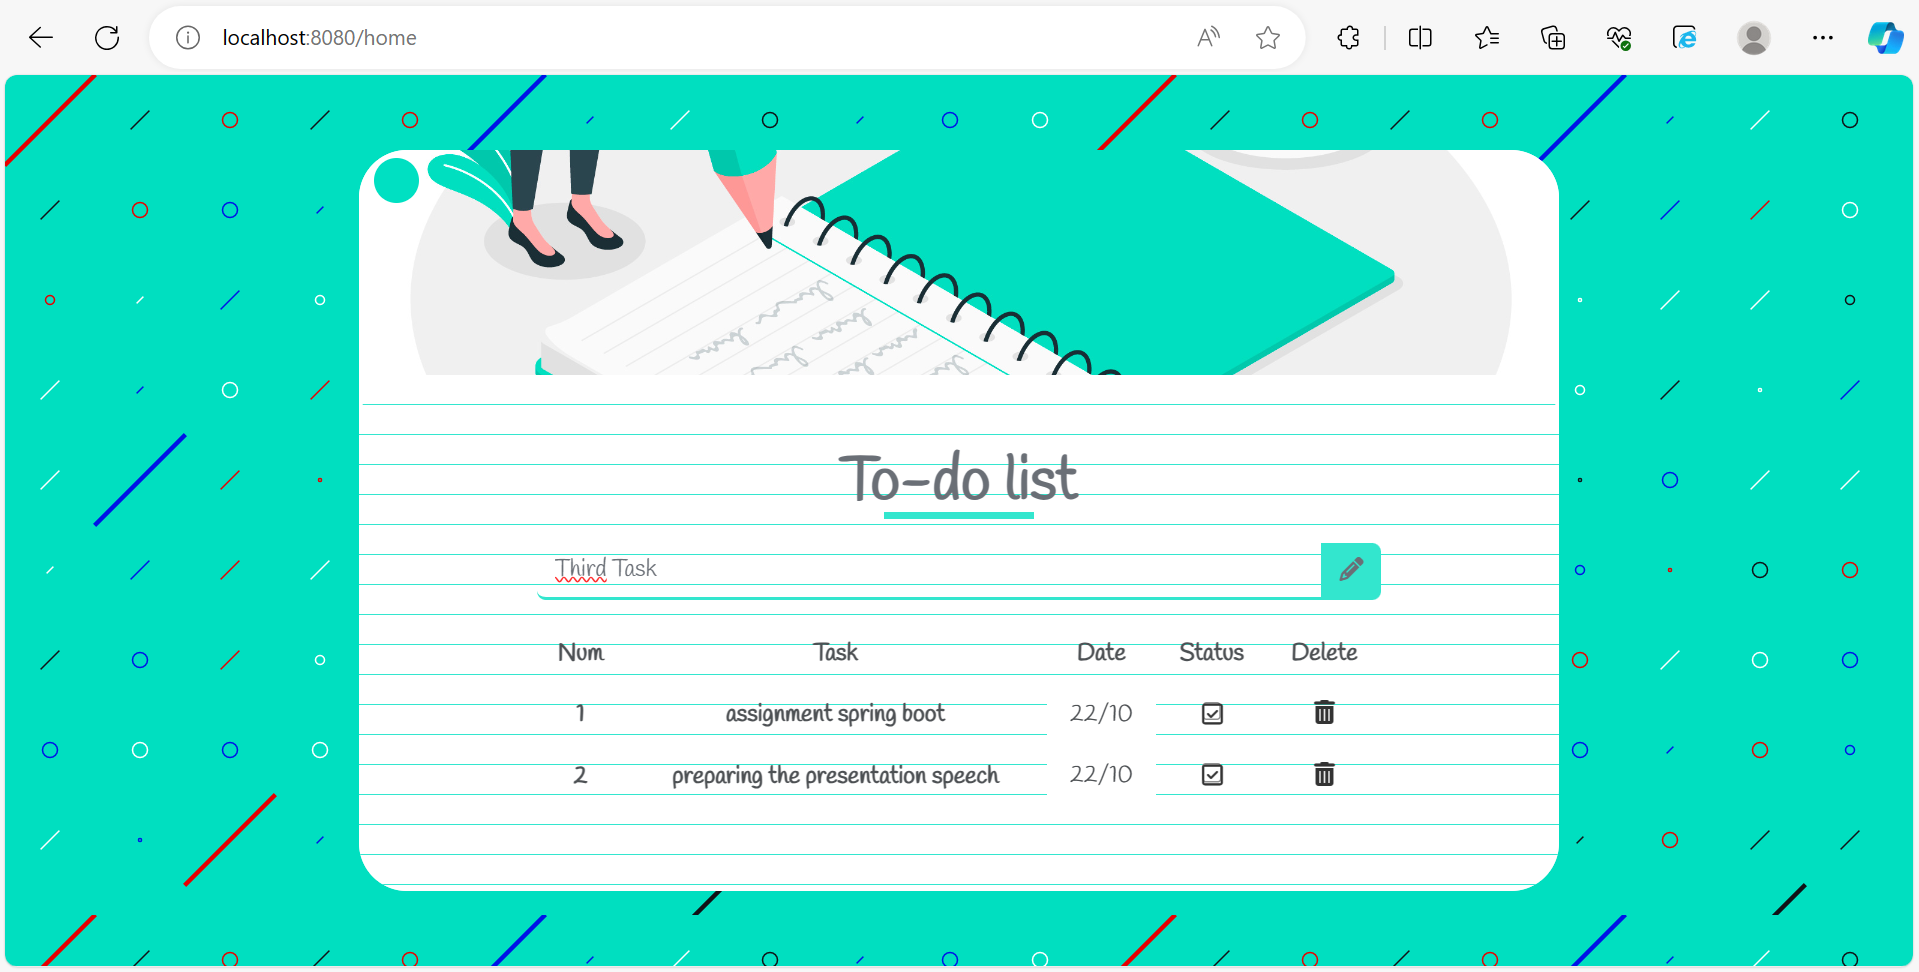 localhost:8080/home
To-do list
Third Task
Num Task Date Status Delete
1 assignment spring boot 22/10
2 preparing the presentation speech 22/10